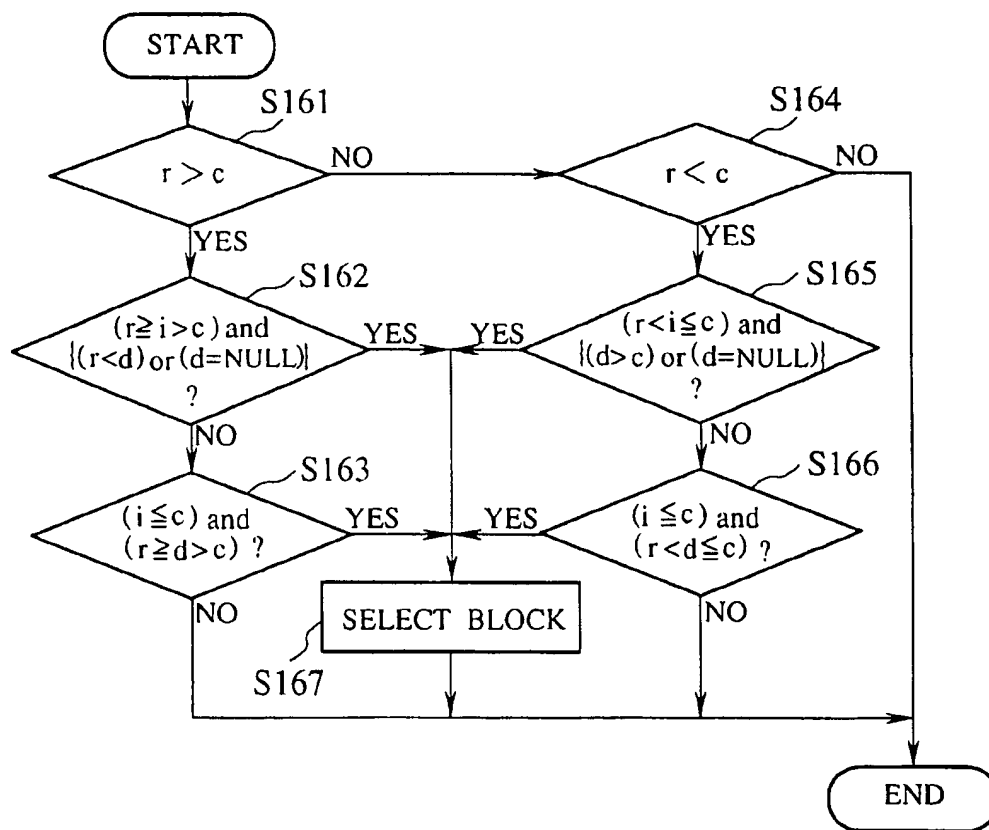 START
S161
S164
r > c
NO
r < c
NO
YES
YES
S162
S165
(r≧i>c) and
{(r<d) or (d=NULL)}
?
YES
YES
(r<i≦c) and
{(d>c) or (d=NULL)}
?
NO
NO
S163
S166
(i≦c) and
(r≧d>c) ?
YES
YES
(i ≦c) and
(r<d≦c) ?
NO
NO
SELECT BLOCK
S167
END